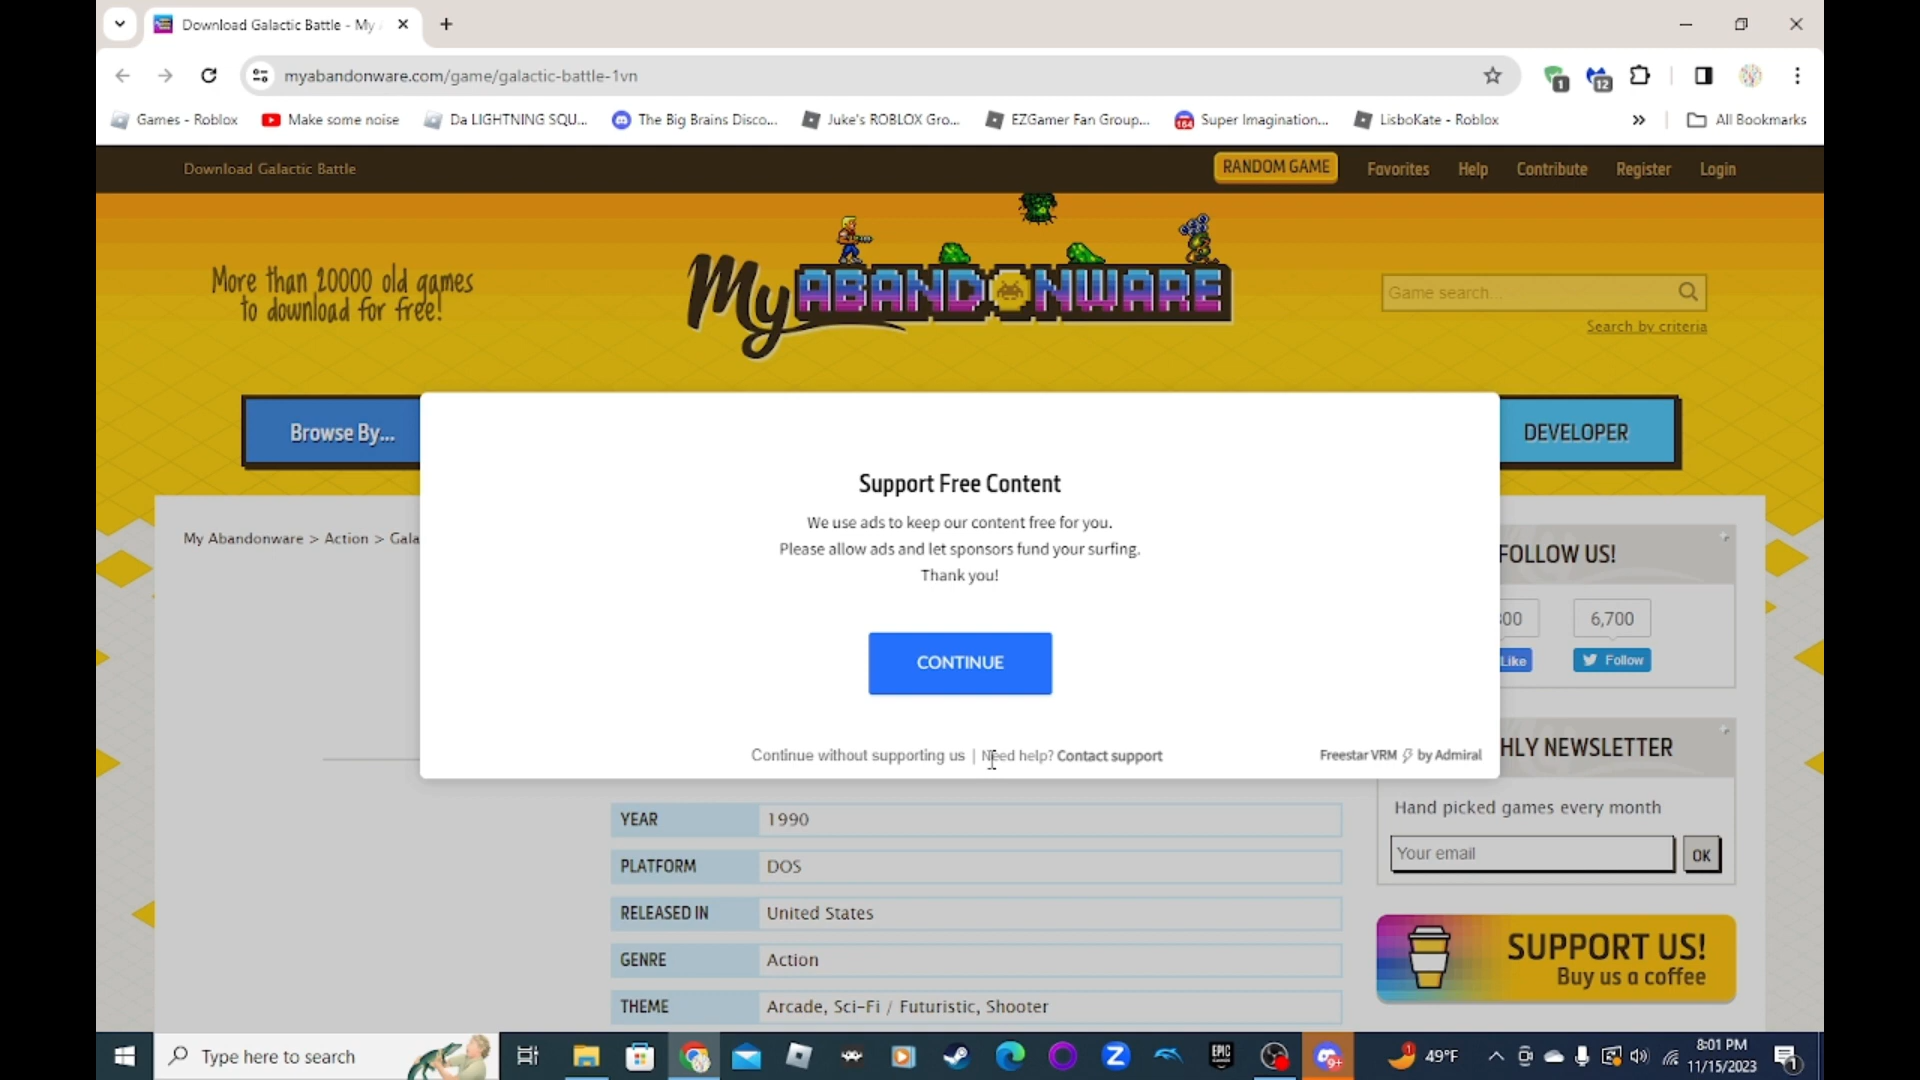 Download Galactic Battle - My
myabandonware.com/game/galactic-battle-1vn
1
12
Games - Roblox
Make some noise
Da LIGHTNING SQU...
The Big Brains Disco...
Juke's ROBLOX Gro...
EZGamer Fan Group...
Super Imagination...
LisboKate - Roblox
»
All Bookmarks
Download Galactic Battle
RANDOM GAME
Favorites
Help
Contribute
Register
Login
More than 20000 old games
to download for free!
My ABANDONWARE
Game search...
Search by criteria
Browse By...
DEVELOPER
My Abandonware > Action > Gala
Support Free Content
We use ads to keep our content free for you.
Please allow ads and let sponsors fund your surfing.
Thank you!
CONTINUE
Continue without supporting us | Need help? Contact support
Freestar VRM by Admiral
FOLLOW US!
00
6,700
Like
Follow
HLY NEWSLETTER
Hand picked games every month
Your email
OK
YEAR
1990
PLATFORM
DOS
RELEASED IN
United States
GENRE
Action
THEME
Arcade, Sci-Fi / Futuristic, Shooter
SUPPORT US!
Buy us a coffee
Type here to search
EPIC
49°F
8:01 PM
11/15/2023
1